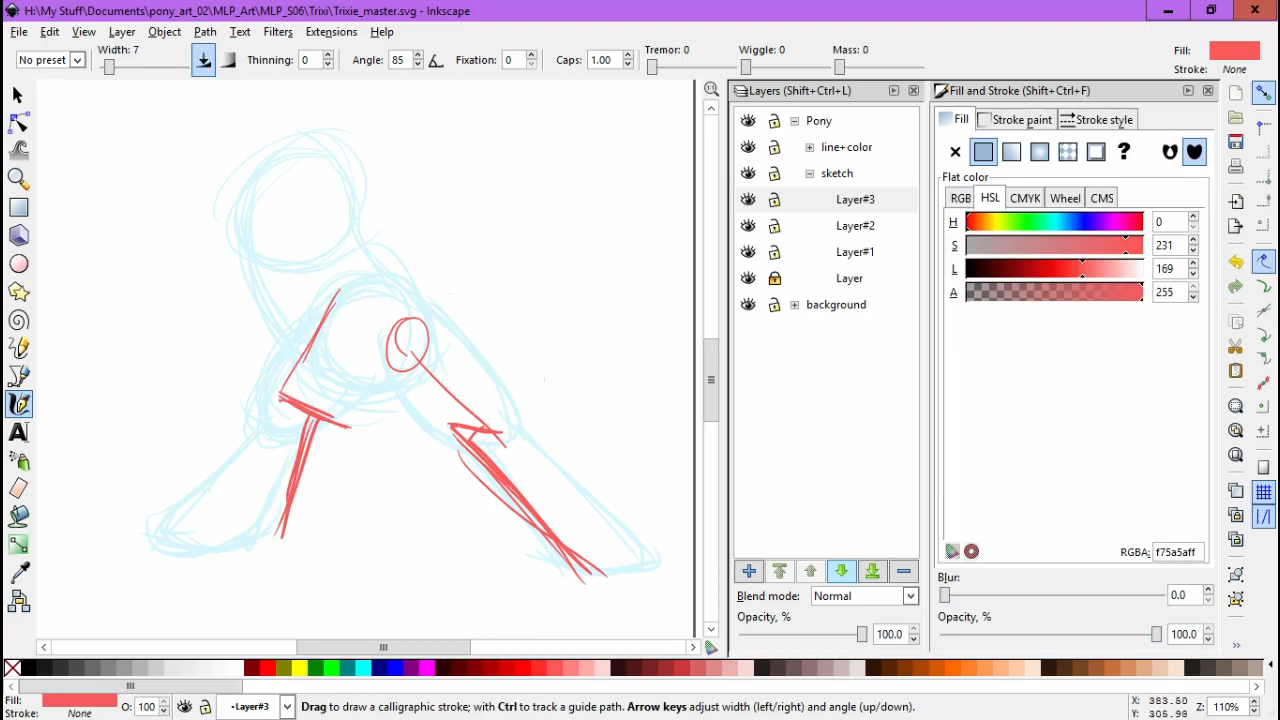 H:\My Stuff\Documents\pony_art_02\MLP_Art\MLP_S06\Trixi\Trixie_master.svg - Inkscape
File Edit View Layer Object Path Text Filters Extensions Help
No preset Width: 7 Thinning: 0 Angle: 85 Fixation: 0 Caps: 1.00 Tremor: 0 Wiggle: 0 Mass: 0 Fill:
Stroke: None
Layers (Shift+Ctrl+L) Fill and Stroke (Shift+Ctrl+F)
Pony
line+color
sketch
Layer#3
Layer#2
Layer#1
Layer
background
Fill Stroke paint Stroke style
?
Flat color
RGB HSL CMYK Wheel CMS
H 0
S 231
L 169
A 255
RGBA: f75a5aff
Blend mode: Normal
Opacity, % 100.0
Blur:
0.0
Opacity, %
100.0
Fill:
Stroke: None
O: 100
•Layer#3
Drag to draw a calligraphic stroke; with Ctrl to track a guide path. Arrow keys adjust width (left/right) and angle (up/down).
X: 383.50
Y: 305.98
Z: 110%